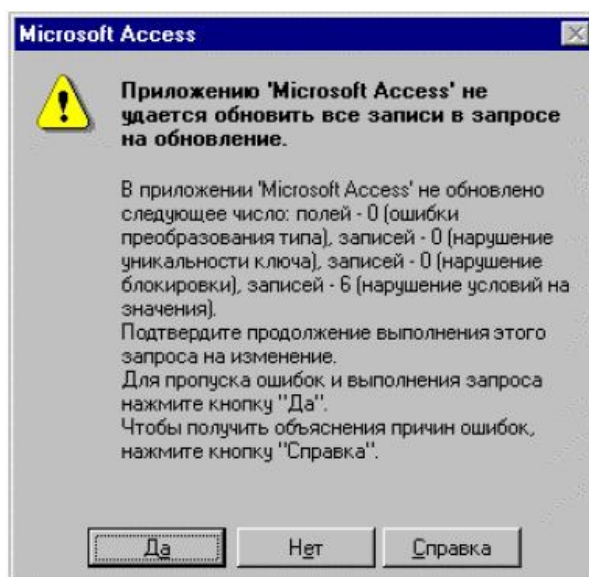 Microsoft Access
Приложению 'Microsoft Access' не
удается обновить все записи в запросе
на обновление.
В приложении 'Microsoft Access' не обновлено
следующее число: полей - 0 (ошибки
преобразования типа), записей - 0 (нарушение
уникальности ключа), записей - 0 (нарушение
блокировки), записей - 6 (нарушение условий на
значения).
Подтвердите продолжение выполнения этого
запроса на изменение.
Для пропуска ошибок и выполнения запроса
нажмите кнопку "Да".
Чтобы получить объяснения причин ошибок,
нажмите кнопку "Справка".
Да Нет Справка